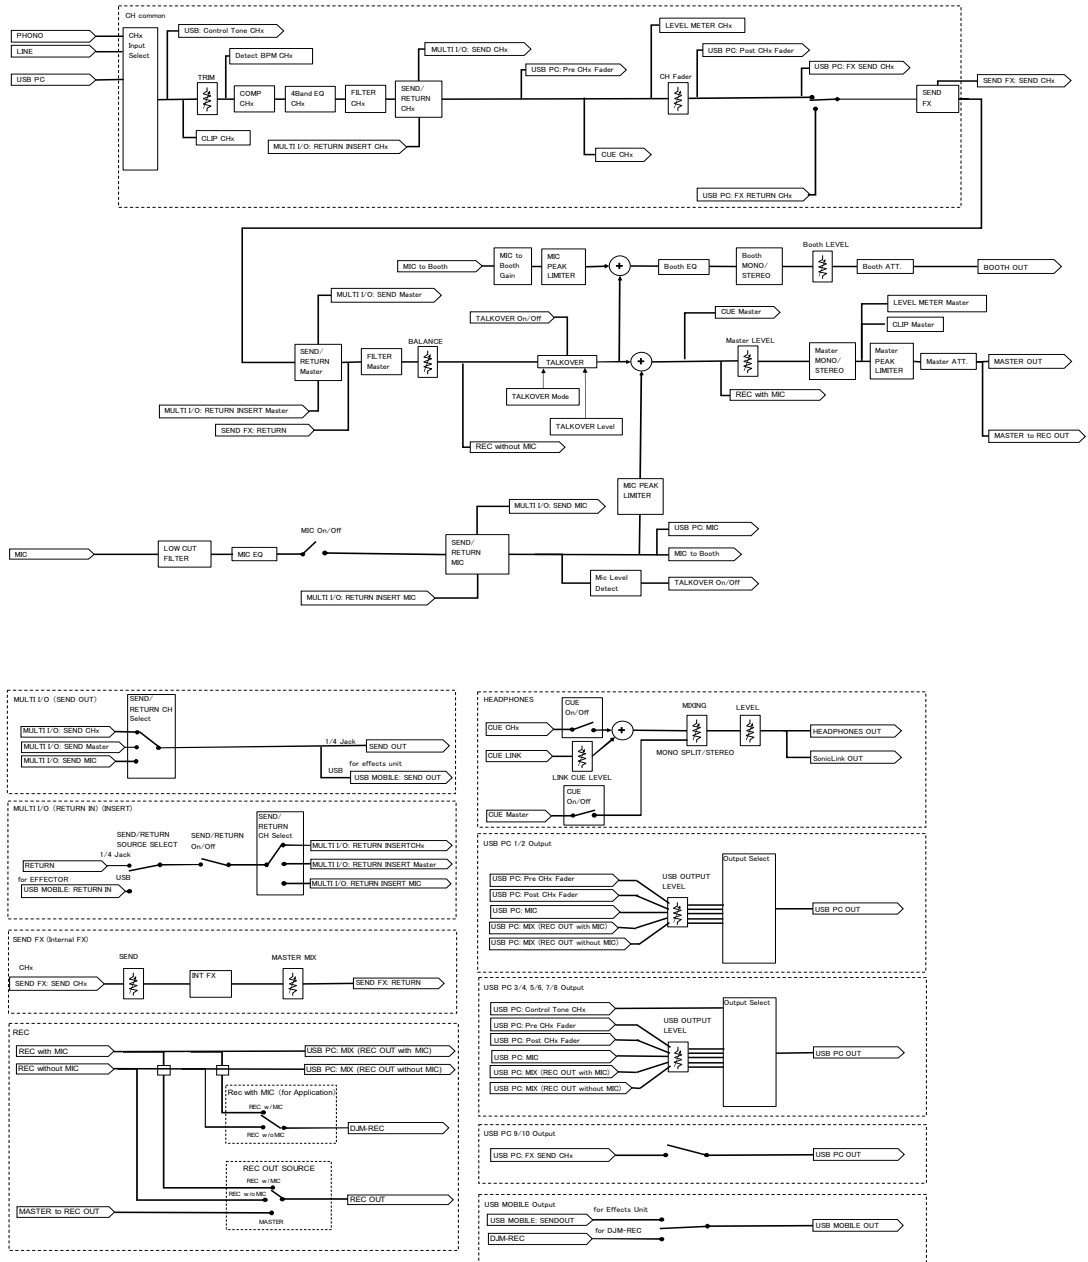 CH common
PHONO
LINE
USB PC
CHx
Input
Select
USB: Control Tone CHx
Detect BPM CHx
TRIM
COMP
CHx
4Band EQ
CHx
FILTER
CHx
SEND/
RETURN
CHx
CLIP CHx
MULTI I/O: SEND CHx
MULTI I/O: RETURN INSERT CHx
USB PC: Pre CHx Fader
CUE CHx
LEVEL METER CHx
CH Fader
USB PC: Post CHx Fader
USB PC: FX SEND CHx
USB PC: FX RETURN CHx
SEND
FX
SEND FX: SEND CHx
MIC to Booth
MIC to
Booth
Gain
MIC
PEAK
LIMITER
Booth EQ
Booth
MONO/
STEREO
Booth LEVEL
Booth ATT.
BOOTH OUT
MULTI I/O: SEND Master
SEND/
RETURN
Master
FILTER
Master
BALANCE
MULTI I/O: RETURN INSERT Master
SEND FX: RETURN
TALKOVER On/Off
TALKOVER
TALKOVER Mode
TALKOVER Level
REC without MIC
CUE Master
Master LEVEL
REC with MIC
Master
MONO/
STEREO
LEVEL METER Master
CLIP Master
Master
PEAK
LIMITER
Master ATT.
MASTER OUT
MASTER to REC OUT
MIC PEAK
LIMITER
MIC
LOW CUT
FILTER
MIC EQ
MIC On/Off
SEND/
RETURN
MIC
MULTI I/O: SEND MIC
MULTI I/O: RETURN INSERT MIC
USB PC: MIC
MIC to Booth
Mic Level
Detect
TALKOVER On/Off
MULTI I/O (SEND OUT)
SEND/
RETURN CH
Select
MULTI I/O: SEND CHx
MULTI I/O: SEND Master
MULTI I/O: SEND MIC
1/4 Jack
SEND OUT
for effects unit
USB
USB MOBILE: SEND OUT
MULTI I/O (RETURN IN) (INSERT)
SEND/RETURN
SOURCE SELECT
SEND/RETURN
On/Off
SEND/
RETURN
CH Select
1/4 Jack
RETURN
for EFFECTOR
USB
USB MOBILE: RETURN IN
MULTI I/O: RETURN INSERTCHx
MULTI I/O: RETURN INSERT Master
MULTI I/O: RETURN INSERT MIC
SEND FX (Internal FX)
CHx
SEND FX: SEND CHx
SEND
INT FX
MASTER MIX
SEND FX: RETURN
REC
REC with MIC
REC without MIC
USB PC: MIX (REC OUT with MIC)
USB PC: MIX (REC OUT without MIC)
Rec with MIC (for Application)
REC w/MIC
REC w/oMIC
DJM-REC
REC OUT SOURCE
REC w/MIC
REC w/oMIC
MASTER
REC OUT
MASTER to REC OUT
HEADPHONES
CUE
On/Off
CUE CHx
CUE LINK
LINK CUE LEVEL
CUE
On/Off
CUE Master
MIXING
MONO SPLIT/STEREO
LEVEL
HEADPHONES OUT
SonicLink OUT
USB PC 1/2 Output
USB PC: Pre CHx Fader
USB PC: Post CHx Fader
USB PC: MIC
USB PC: MIX (REC OUT with MIC)
USB PC: MIX (REC OUT without MIC)
USB OUTPUT
LEVEL
Output Select
USB PC OUT
USB PC 3/4, 5/6, 7/8 Output
USB PC: Control Tone CHx
USB PC: Pre CHx Fader
USB PC: Post CHx Fader
USB PC: MIC
USB PC: MIX (REC OUT with MIC)
USB PC: MIX (REC OUT without MIC)
USB OUTPUT
LEVEL
Output Select
USB PC OUT
USB PC 9/10 Output
USB PC: FX SEND CHx
USB PC OUT
USB MOBILE Output
for Effects Unit
USB MOBILE: SENDOUT
for DJM-REC
DJM-REC
USB MOBILE OUT